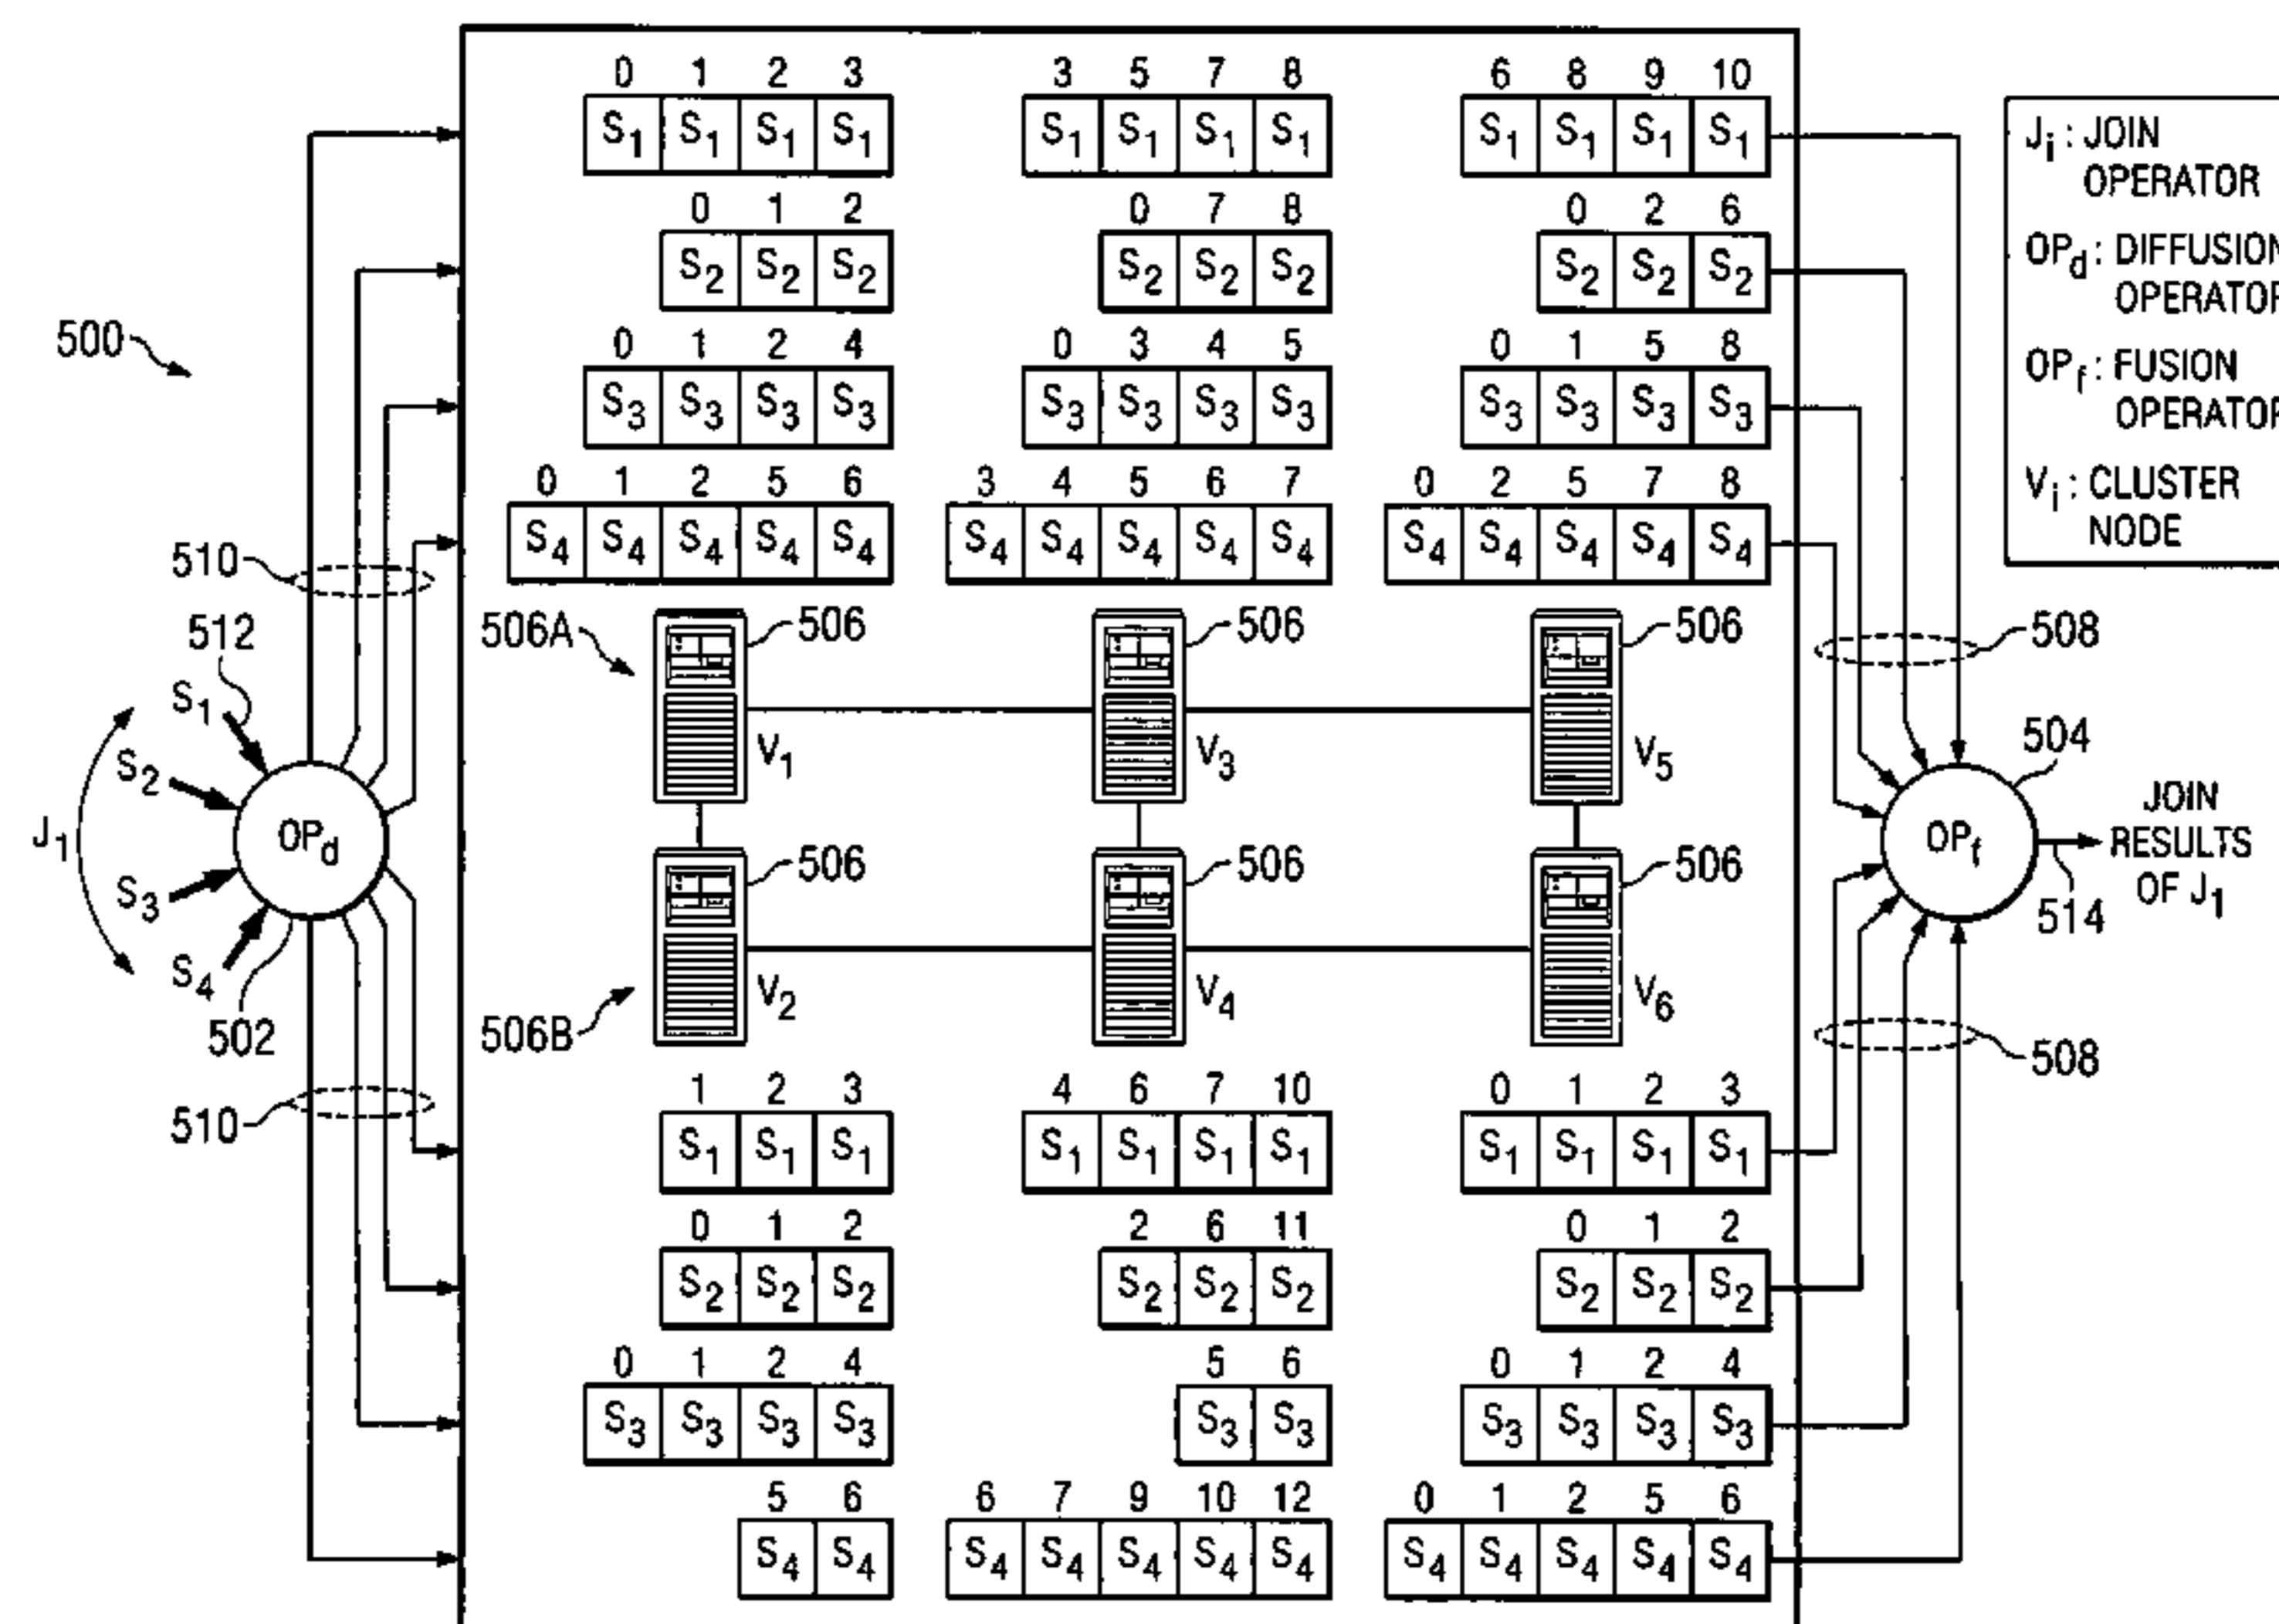 0 1 2 3 3 5 7 8 6 8 9 10
S1 S1 S1 S1 S1 S1 S1 S1 S1 S1 S1 S1
0 1 2 0 7 8 0 2 6
S2 S2 S2 S2 S2 S2 S2 S2 S2
0 1 2 4 0 3 4 5 0 1 5 8
S3 S3 S3 S3 S3 S3 S3 S3 S3 S3 S3 S3
0 1 2 5 6 3 4 5 6 7 0 2 5 7 8
S4 S4 S4 S4 S4 S4 S4 S4 S4 S4 S4 S4 S4 S4 S4
Ji : JOIN
OPERATOR
OPd : DIFFUSION
OPERATOR
OPf : FUSION
OPERATOR
Vi : CLUSTER
NODE
500
510
512
506A 506 506 506
508
S1
S2
J1
OPd
S3
S4
502
V1 V3 V5
504
OPf
JOIN
RESULTS
OF J1
514
506 506 506
V2 V4 V6
506B
508
510
1 2 3 4 6 7 10 0 1 2 3
S1 S1 S1 S1 S1 S1 S1 S1 S1 S1 S1
0 1 2 2 6 11 0 1 2
S2 S2 S2 S2 S2 S2 S2 S2 S2
0 1 2 4 5 6 0 1 2 4
S3 S3 S3 S3 S3 S3 S3 S3 S3 S3
5 6 6 7 9 10 12 0 1 2 5 6
S4 S4 S4 S4 S4 S4 S4 S4 S4 S4 S4 S4